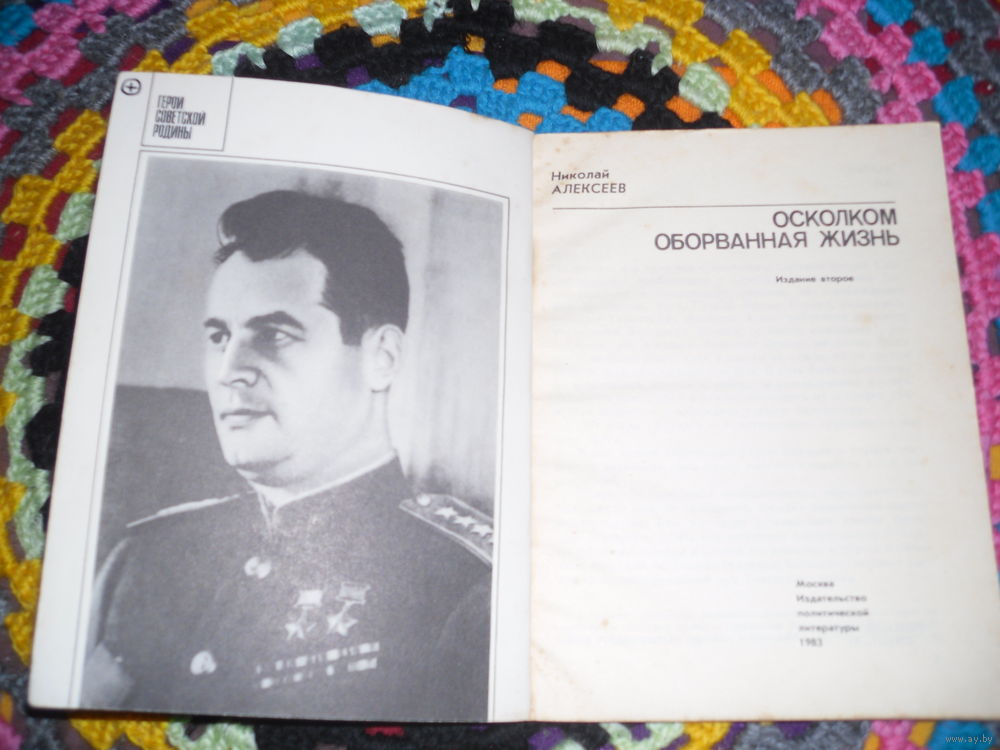 ГЕРОИ
СОВЕТСКОЙ
РОДИНЫ
Николай
АЛЕКСЕЕВ
ОСКОЛКОМ
ОБОРВАННАЯ ЖИЗНЬ
Издание второе
Москва
Издательство
политической
литературы
1983
www.ay.by